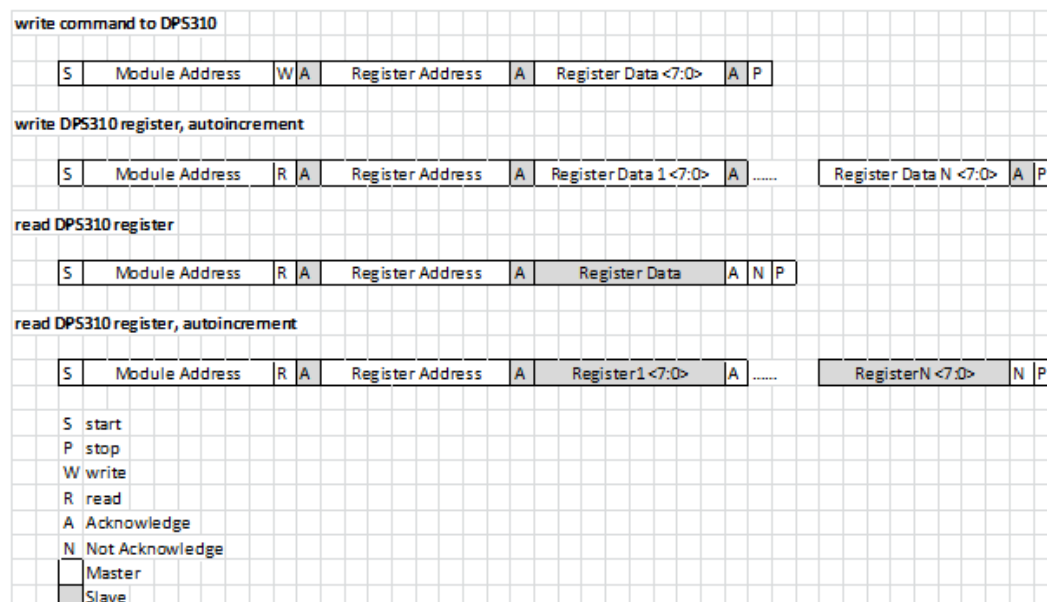 write command to DPS310
S Module Address W A Register Address A Register Data <7:0> A P
write DPS310 register, autoincrement
S Module Address R A Register Address A Register Data 1 <7:0> A ...... Register Data N <7:0> A P
read DPS310 register
S Module Address R A Register Address A Register Data A N P
read DPS310 register, autoincrement
S Module Address R A Register Address A Register1 <7:0> A ...... RegisterN <7:0> N P
S start
P stop
W write
R read
A Acknowledge
N Not Acknowledge
Master
Slave